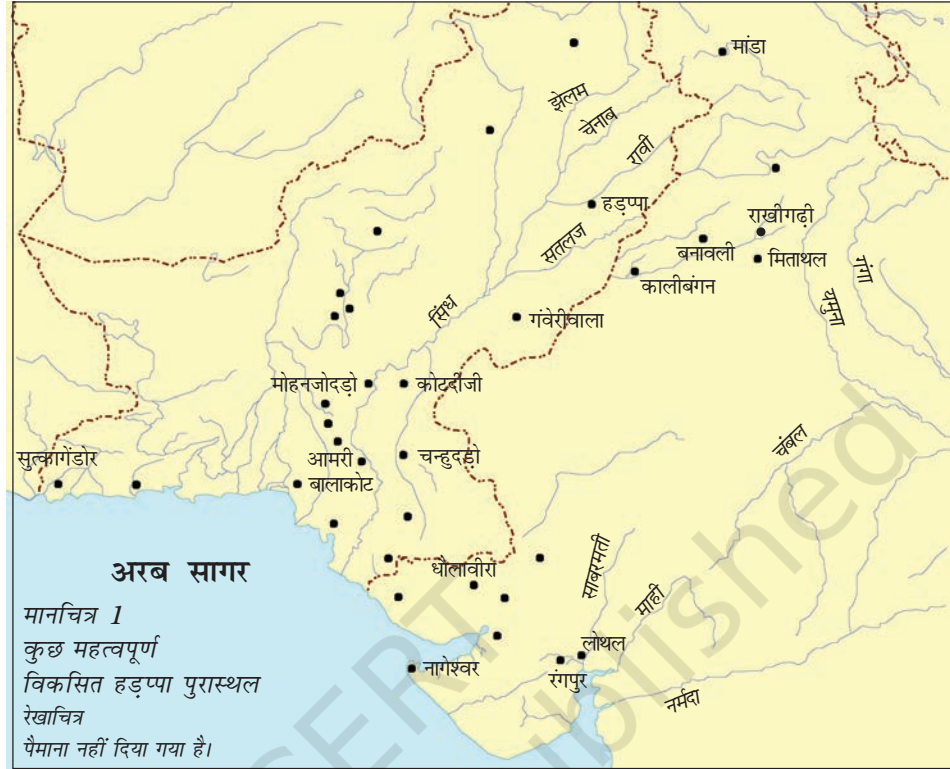 मांडा
झेलम
चेनाब
रावी
हड़प्पा
राखीगढ़ी
सतलज
बनावली
मिताथल
गंगा
कालीबंगन
यमुना
सिंध
गंवेरीवाला
मोहनजोदड़ो
कोटदीजी
चंबल
सुत्कागेंडोर
आमरी
चन्हुदड़ो
बालाकोट
अरब सागर
धौलावीरा
साबरमती
माही
मानचित्र 1
कुछ महत्वपूर्ण
लोथल
विकसित हड़प्पा पुरास्थल
नागेश्वर
रंगपुर
नर्मदा
रेखाचित्र
पैमाना नहीं दिया गया है।